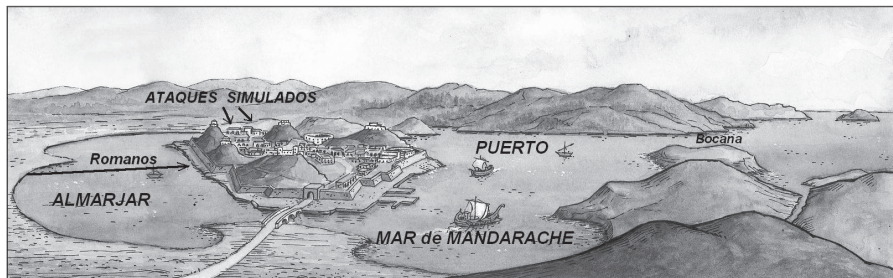 ATAQUES SIMULADOS
Romanos
ALMARJAR
PUERTO
Bocana
MAR de MANDARACHE